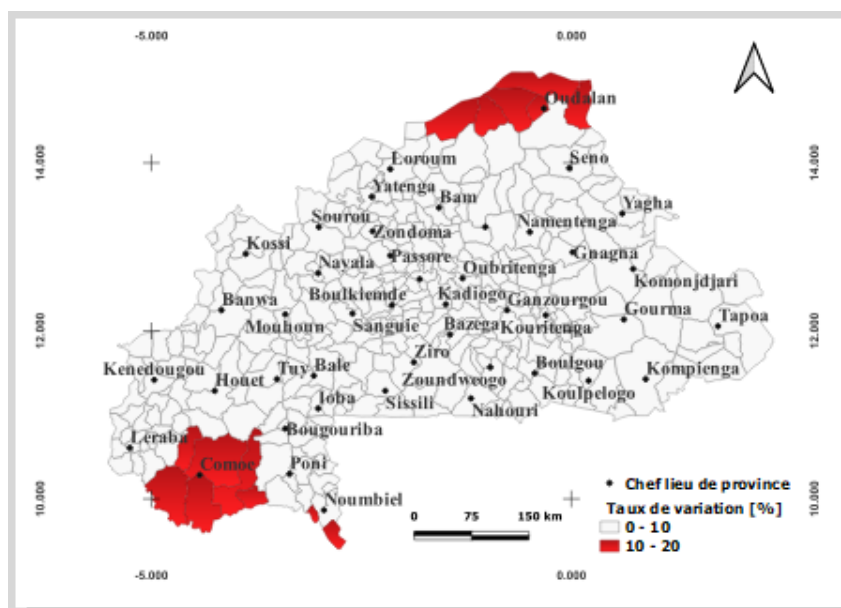 -5.000
0.000
Oudalan
14.000
14.000
Loroum
Seno
Yatenga
Bam
Yagha
Sourou
Zondoma
Namentenga
Kossi
Passore
Gnagna
Navala
Oubritenga
Komonjdjari
Banwa
Boulkiemde
Kadiogo
Ganzourgou
Gourma
Tapoa
12.000
12.000
Mouhoun
Sanguie
Bazega
Kouritenga
Ziro
Kenedougou
Tuy
Bale
Boulgou
Kompienga
Houet
Zoundweogo
Koulpelogo
Ioba
Sissili
Nahouri
Bougouriba
Leraba
Comoe
Poni
Chef lieu de province
Noumbiel
Taux de variation [%]
10.000
10.000
0 75 150 km
0 - 10
10 - 20
-5.000
0.000